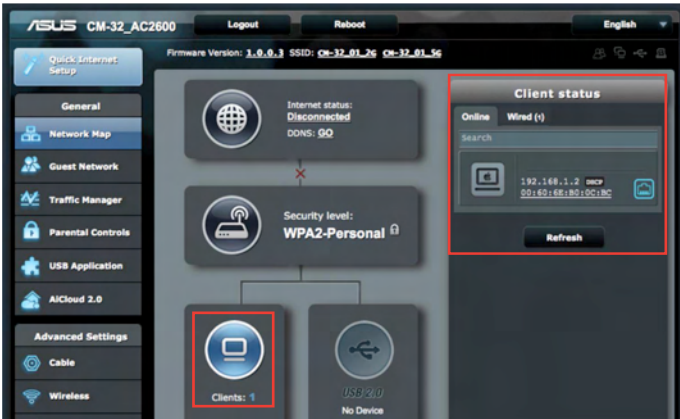 ASUS CM-32_AC2600 Logout Reboot English
Firmware Version: 1.0.0.3 SSID: CM-32_01_2G CM-32_01_5G
Quick Internet
Setup
General
Network Map
Guest Network
Traffic Manager
Parental Controls
USB Application
AiCloud 2.0
Advanced Settings
Cable
Wireless
Internet status:
Disconnected
DDNS: GO
Security level:
WPA2-Personal
Clients: 1
USB 2.0
No Device
Client status
Online Wired (1)
Search
192.168.1.2 DHCP
00:60:6E:80:0C:BC
Refresh